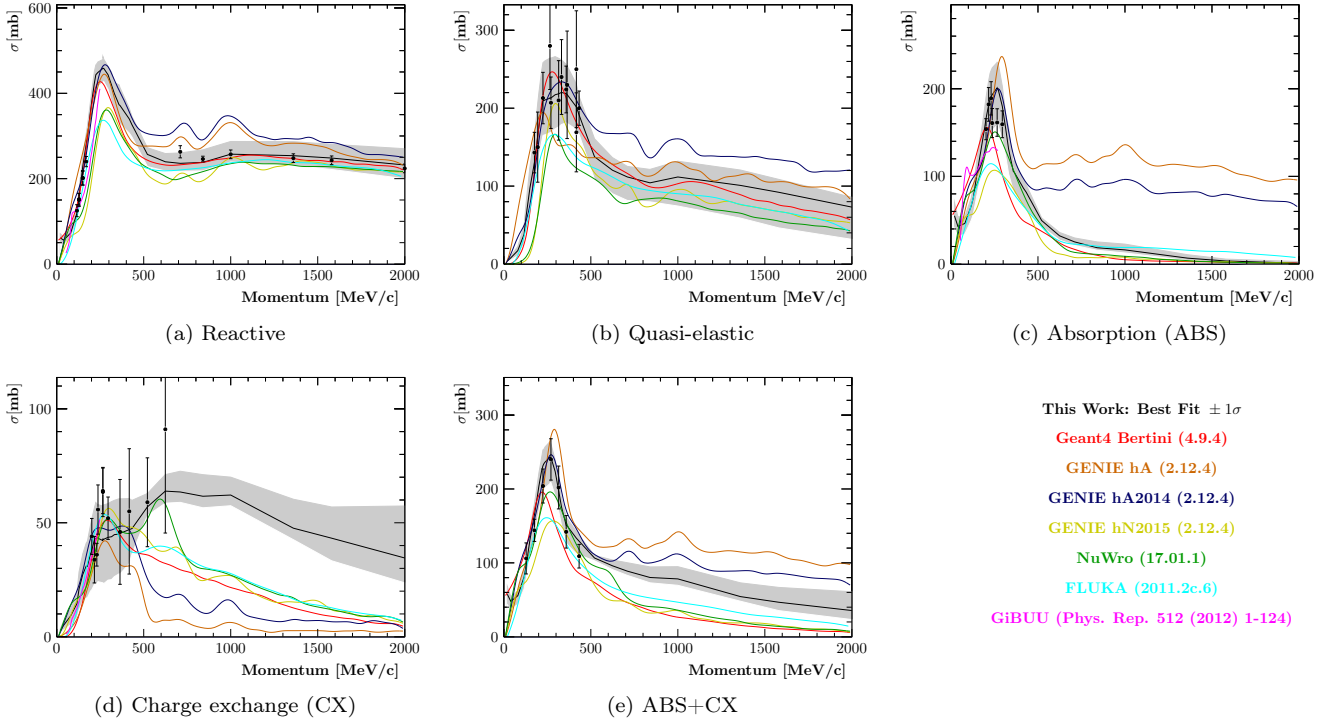 σ[mb]
600
400
200
0
0 500 1000 1500 2000
Momentum [MeV/c]
(a) Reactive
σ[mb]
300
200
100
0
0 500 1000 1500 2000
Momentum [MeV/c]
(b) Quasi-elastic
σ[mb]
200
100
0
0 500 1000 1500 2000
Momentum [MeV/c]
(c) Absorption (ABS)
σ[mb]
100
50
0
0 500 1000 1500 2000
Momentum [MeV/c]
(d) Charge exchange (CX)
σ[mb]
300
200
100
0
0 500 1000 1500 2000
Momentum [MeV/c]
(e) ABS+CX
This Work: Best Fit ± 1σ
Geant4 Bertini (4.9.4)
GENIE hA (2.12.4)
GENIE hA2014 (2.12.4)
GENIE hN2015 (2.12.4)
NuWro (17.01.1)
FLUKA (2011.2c.6)
GiBUU (Phys. Rep. 512 (2012) 1-124)